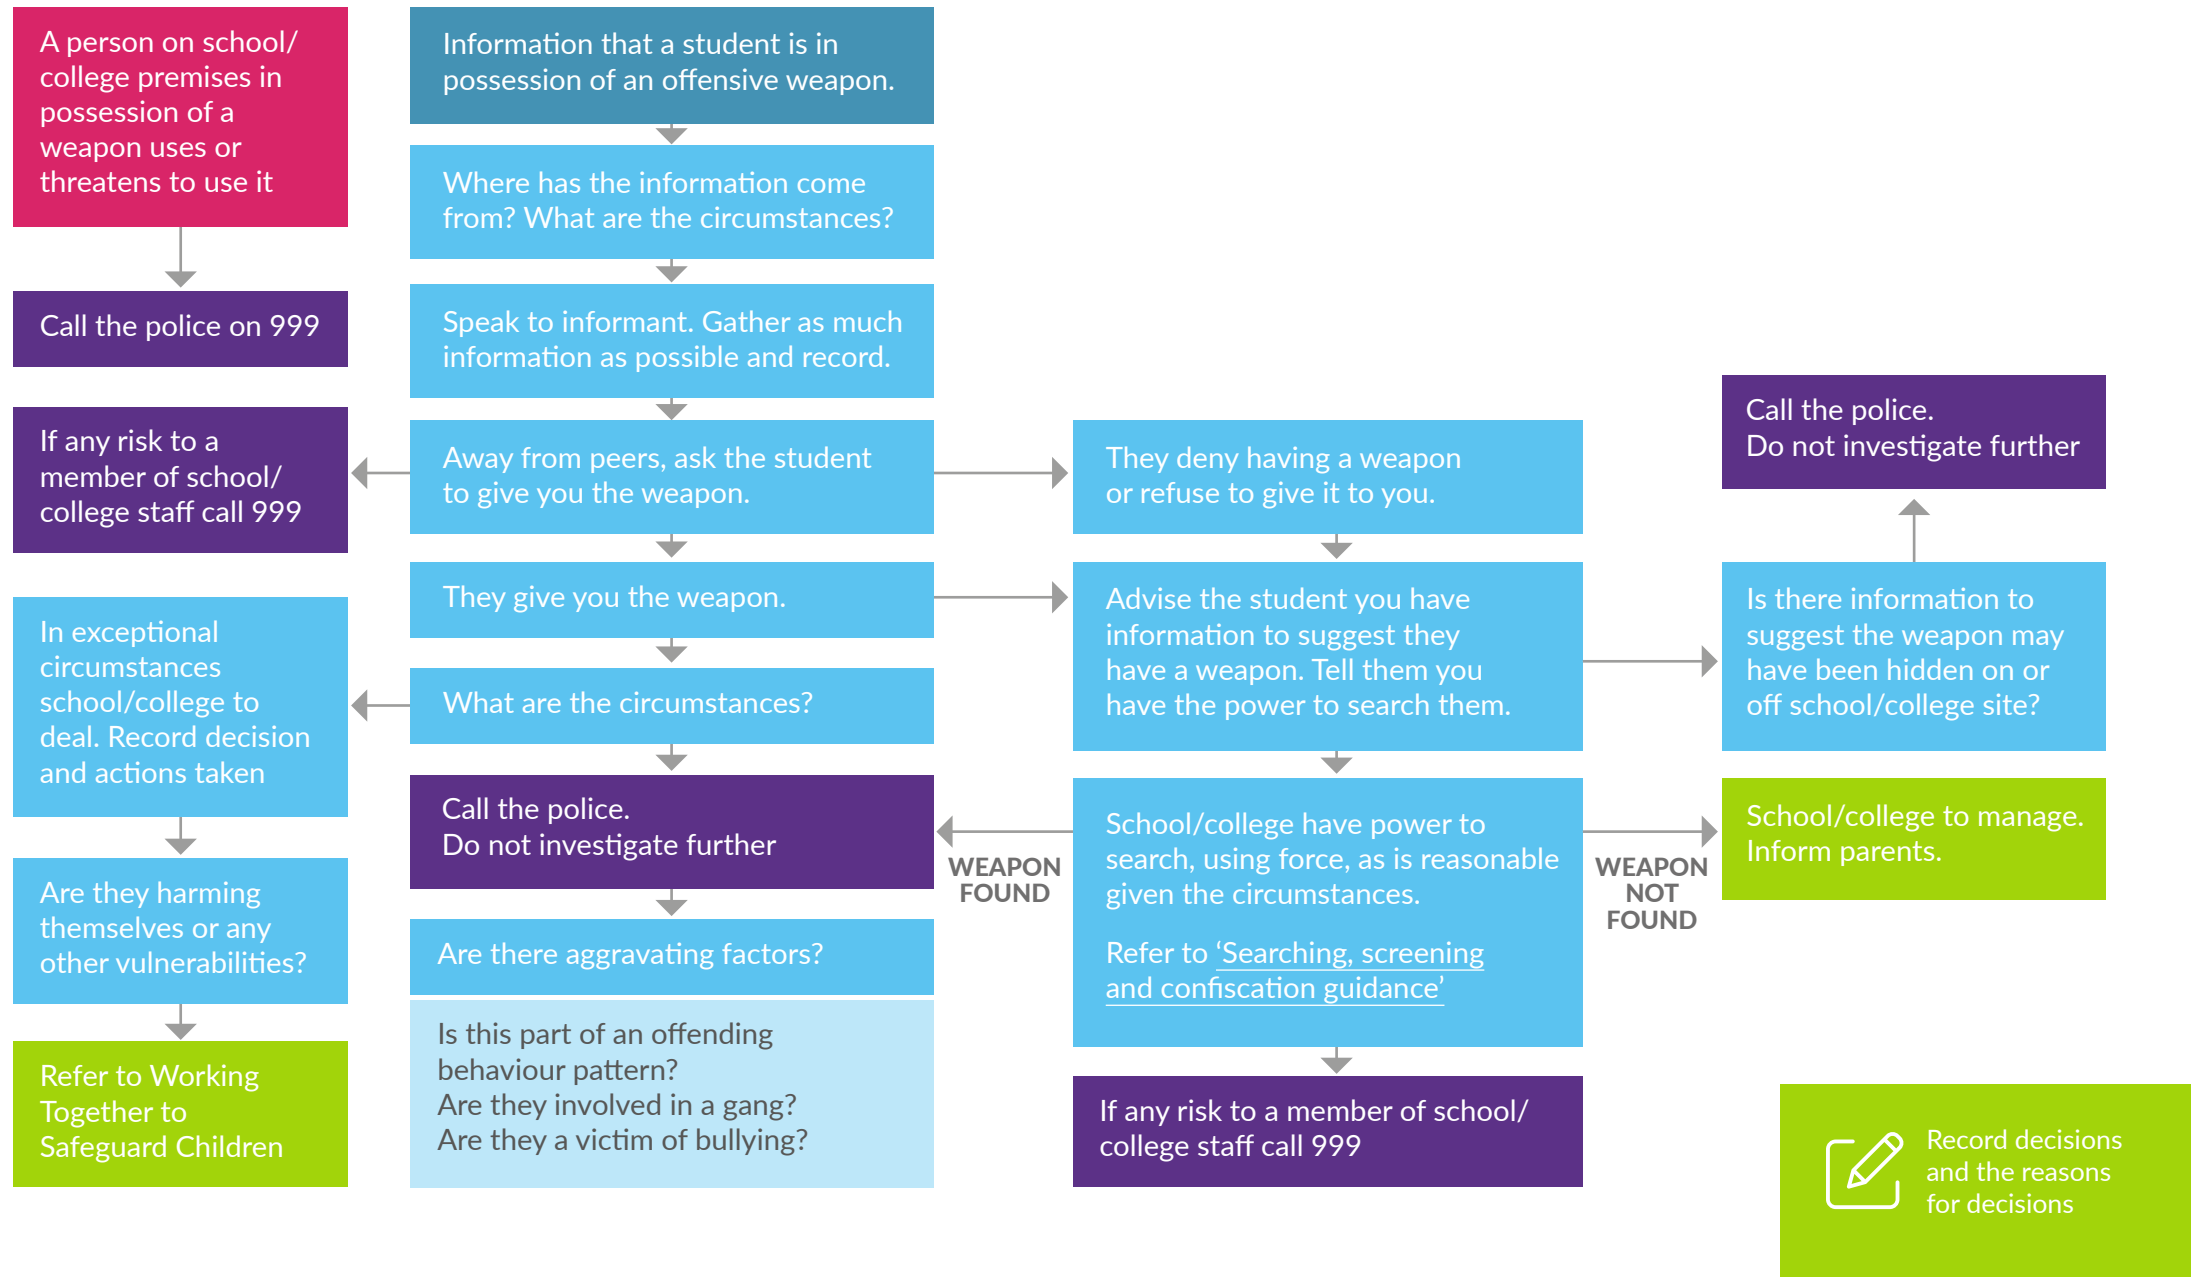 A person on school/
college premises in
possession of a
weapon uses or
threatens to use it
Call the police on 999
If any risk to a
member of school/
college staff call 999
In exceptional
circumstances
school/college to
deal. Record decision
and actions taken
Are they harming
themselves or any
other vulnerabilities?
Refer to Working
Together to
Safeguard Children
Information that a student is in
possession of an offensive weapon.
Where has the information come
from? What are the circumstances?
Speak to informant. Gather as much
information as possible and record.
Away from peers, ask the student
to give you the weapon.
They give you the weapon.
What are the circumstances?
Call the police.
Do not investigate further
Are there aggravating factors?
Is this part of an offending
behaviour pattern?
Are they involved in a gang?
Are they a victim of bullying?
They deny having a weapon
or refuse to give it to you.
Advise the student you have
information to suggest they
have a weapon. Tell them you
have the power to search them.
WEAPON
FOUND
School/college have power to
search, using force, as is reasonable
given the circumstances.
Refer to ‘Searching, screening
and confiscation guidance’
If any risk to a member of school/
college staff call 999
WEAPON
NOT
FOUND
Call the police.
Do not investigate further
Is there information to
suggest the weapon may
have been hidden on or
off school/college site?
School/college to manage.
Inform parents.
Record decisions
and the reasons
for decisions